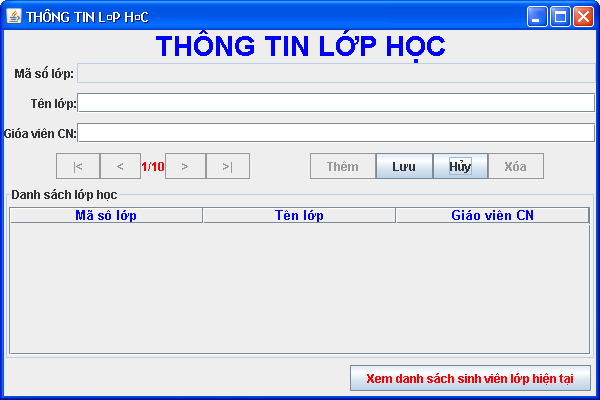 THÔNG TIN L¤P H¤C
THÔNG TIN LỚP HỌC
Mã số lớp:
Tên lớp:
Gióa viên CN:
|< < 1/10 > >| Thêm Lưu Hủy Xóa
Danh sách lớp học
Mã số lớp Tên lớp Giáo viên CN
Xem danh sách sinh viên lớp hiện tại